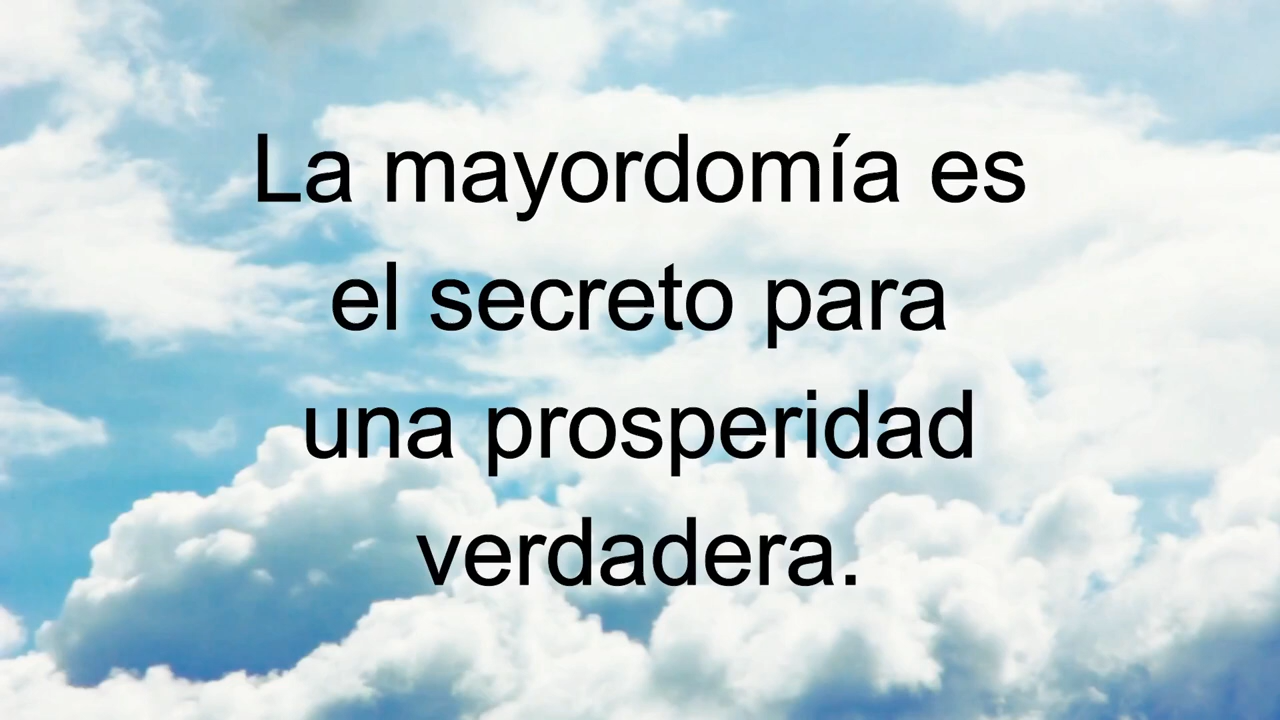 La mayordomía es
el secreto para
una prosperidad
verdadera.